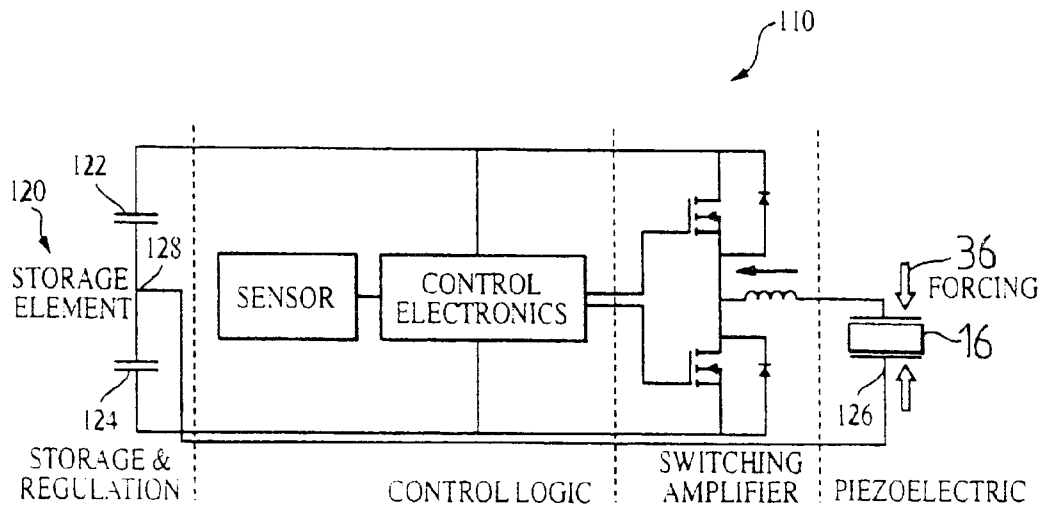 110
122
120
128
STORAGE
ELEMENT
124
SENSOR
CONTROL
ELECTRONICS
36
FORCING
16
126
STORAGE &
REGULATION
CONTROL LOGIC
SWITCHING
AMPLIFIER
PIEZOELECTRIC